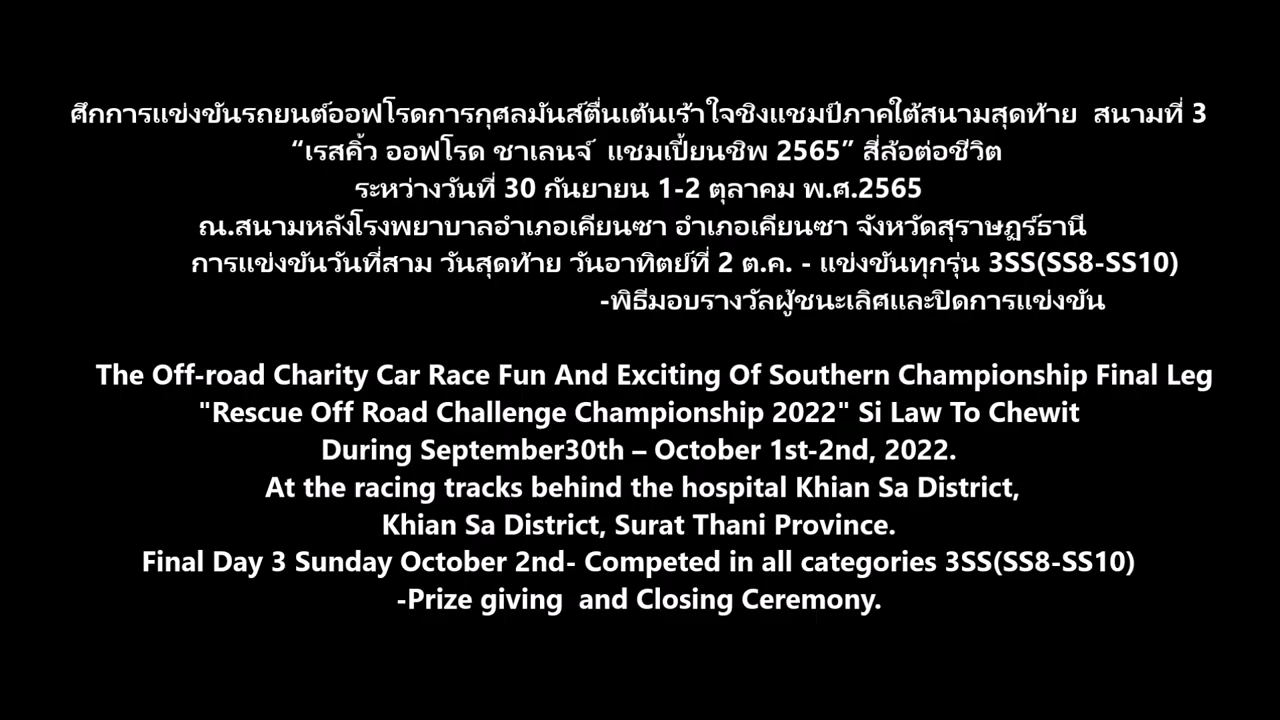 ศึกการแข่งขันรถยนต์ออฟโรดการกุศลมันส์ตื่นเต้นเร้าใจชิงแชมป์ภาคใต้สนามสุดท้าย สนามที่ 3
“เรสคิ้ว ออฟโรด ชาเลนจ์ แชมเปี้ยนชิพ 2565” สี่ล้อต่อชีวิต
ระหว่างวันที่ 30 กันยายน 1-2 ตุลาคม พ.ศ.2565
ณ.สนามหลังโรงพยาบาลอำเภอเคียนซา อำเภอเคียนซา จังหวัดสุราษฏร์ธานี
การแข่งขันวันที่สาม วันสุดท้าย วันอาทิตย์ที่ 2 ต.ค. - แข่งขันทุกรุ่น 3SS(SS8-SS10)
-พิธีมอบรางวัลผู้ชนะเลิศและปิดการแข่งขัน
The Off-road Charity Car Race Fun And Exciting Of Southern Championship Final Leg
"Rescue Off Road Challenge Championship 2022" Si Law To Chewit
During September30th – October 1st-2nd, 2022.
At the racing tracks behind the hospital Khian Sa District,
Khian Sa District, Surat Thani Province.
Final Day 3 Sunday October 2nd- Competed in all categories 3SS(SS8-SS10)
-Prize giving  and Closing Ceremony.